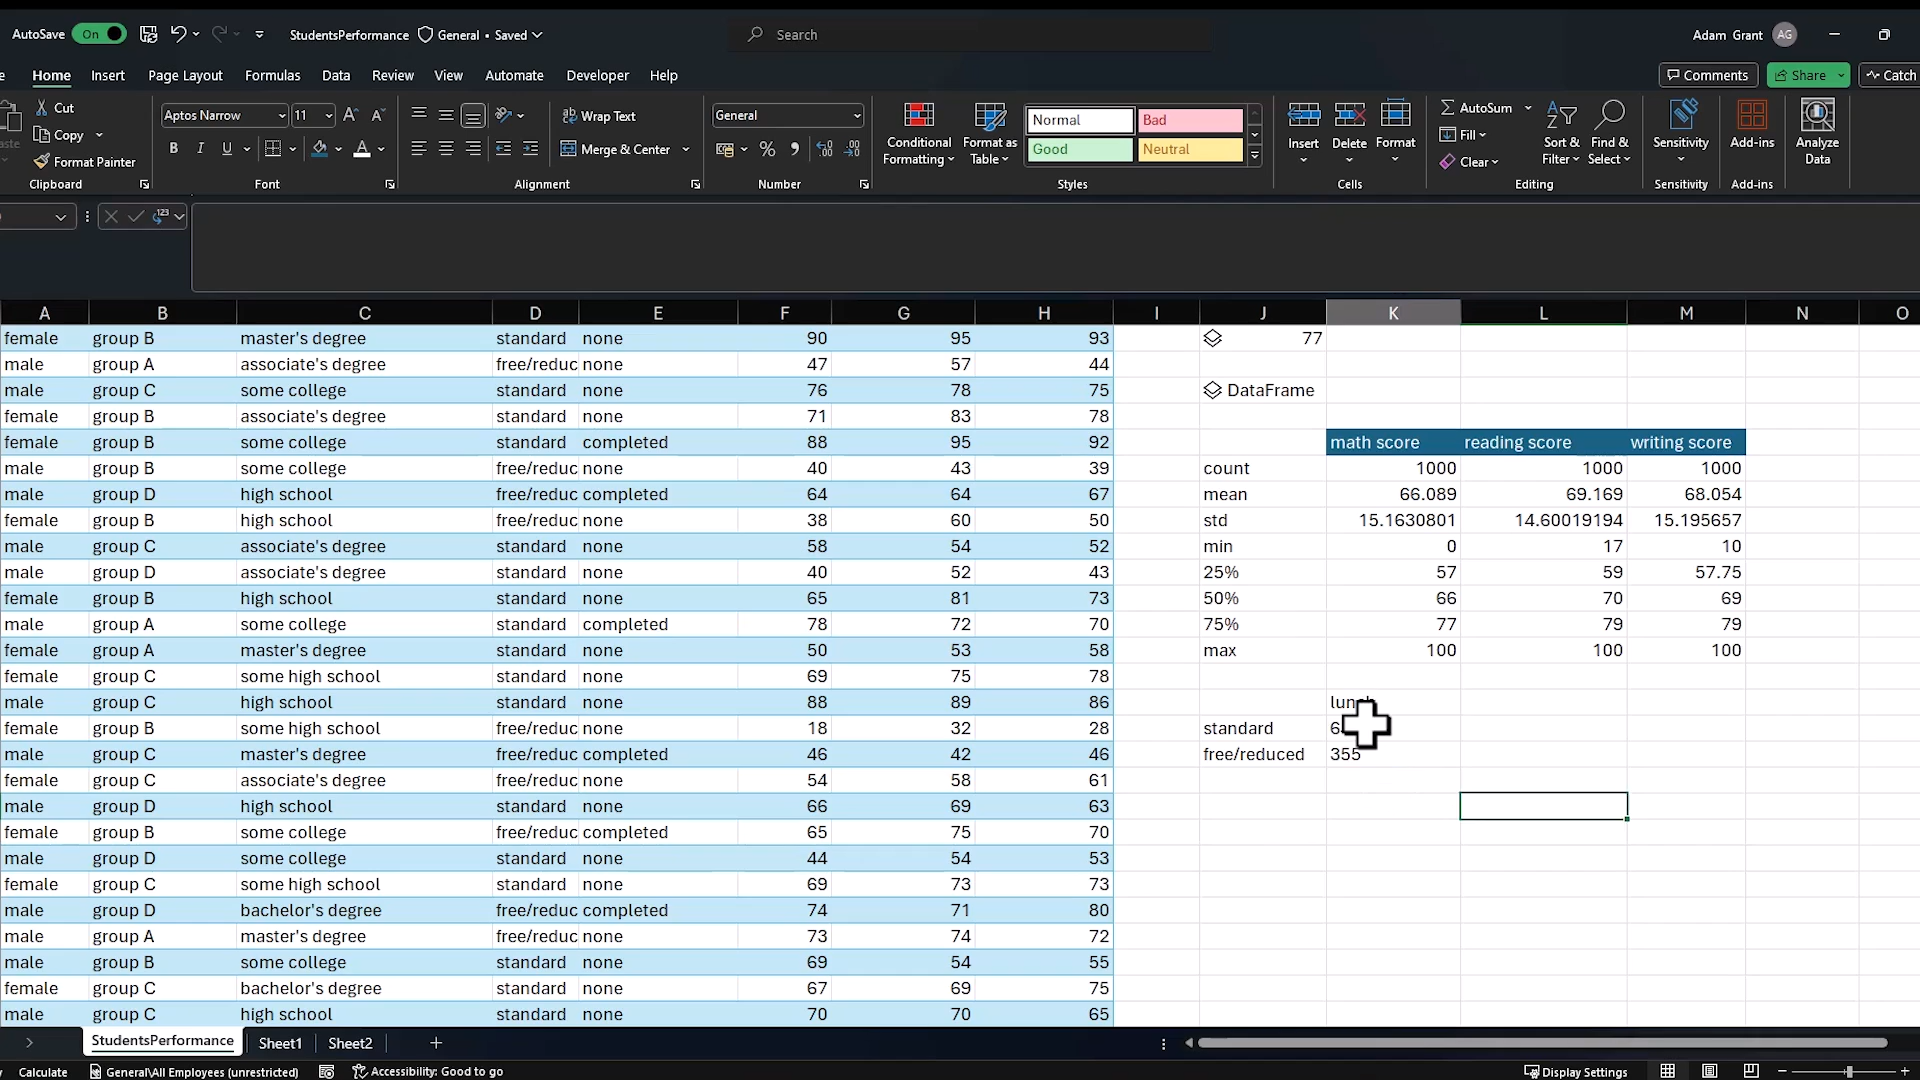 AutoSave On StudentsPerformance General • Saved Search Adam Grant AG
Home Insert Page Layout Formulas Data Review View Automate Developer Help Comments Share Catch
Cut
Copy
Format Painter
Clipboard
Aptos Narrow 11
B I U
Font
Wrap Text
Merge & Center
Alignment
General
Number
Conditional Formatting
Format as Table
Normal Bad
Good Neutral
Styles
Insert Delete Format
Cells
AutoSum
Fill
Clear
Sort & Filter
Find & Select
Editing
Sensitivity
Sensitivity
Add-ins
Add-ins
Analyze Data
A B C D E F G H I J K L M N O
female group B master's degree standard none 90 95 93 77
male group A associate's degree free/reduc none 47 57 44
male group C some college standard none 76 78 75 DataFrame
female group B associate's degree standard none 71 83 78
female group B some college standard completed 88 95 92 math score reading score writing score
male group B some college free/reduc none 40 43 39 count 1000 1000 1000
male group D high school free/reduc completed 64 64 67 mean 66.089 69.169 68.054
female group B high school free/reduc none 38 60 50 std 15.1630801 14.60019194 15.195657
male group C associate's degree standard none 58 54 52 min 0 17 10
male group D associate's degree standard none 40 52 43 25% 57 59 57.75
female group B high school standard none 65 81 73 50% 66 70 69
male group A some college standard completed 78 72 70 75% 77 79 79
female group A master's degree standard none 50 53 58 max 100 100 100
female group C some high school standard none 69 75 78
male group C high school standard none 88 89 86 lunch
female group B some high school free/reduc none 18 32 28 standard
male group C master's degree free/reduc completed 46 42 46 free/reduced 355
female group C associate's degree free/reduc none 54 58 61
male group D high school standard none 66 69 63
female group B some college free/reduc completed 65 75 70
male group D some college standard none 44 54 53
female group C some high school standard none 69 73 73
male group D bachelor's degree free/reduc completed 74 71 80
male group A master's degree free/reduc none 73 74 72
male group B some college standard none 69 54 55
female group C bachelor's degree standard none 67 69 75
male group C high school standard none 70 70 65
StudentsPerformance Sheet1 Sheet2
Calculate General\All Employees (unrestricted) Accessibility: Good to go Display Settings